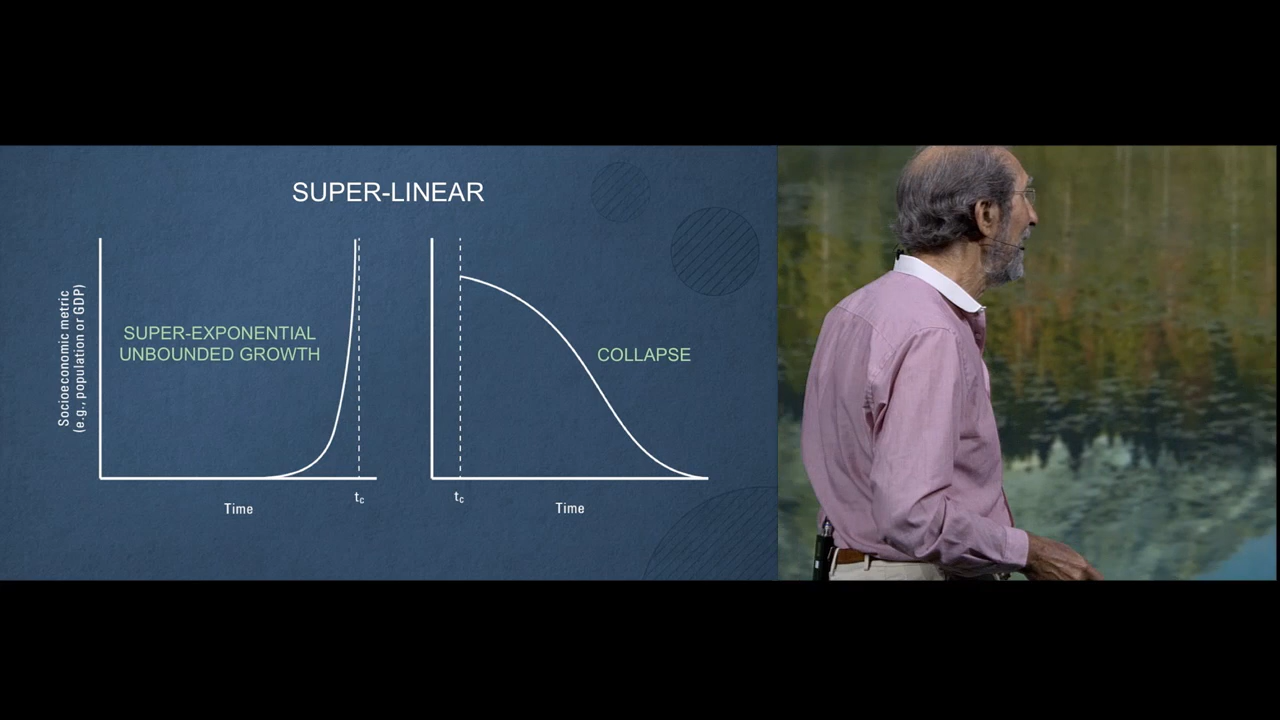 SUPER-LINEAR
Socioeconomic metric
(e.g., population or GDP)
SUPER-EXPONENTIAL
UNBOUNDED GROWTH
tc
Time
COLLAPSE
tc
Time